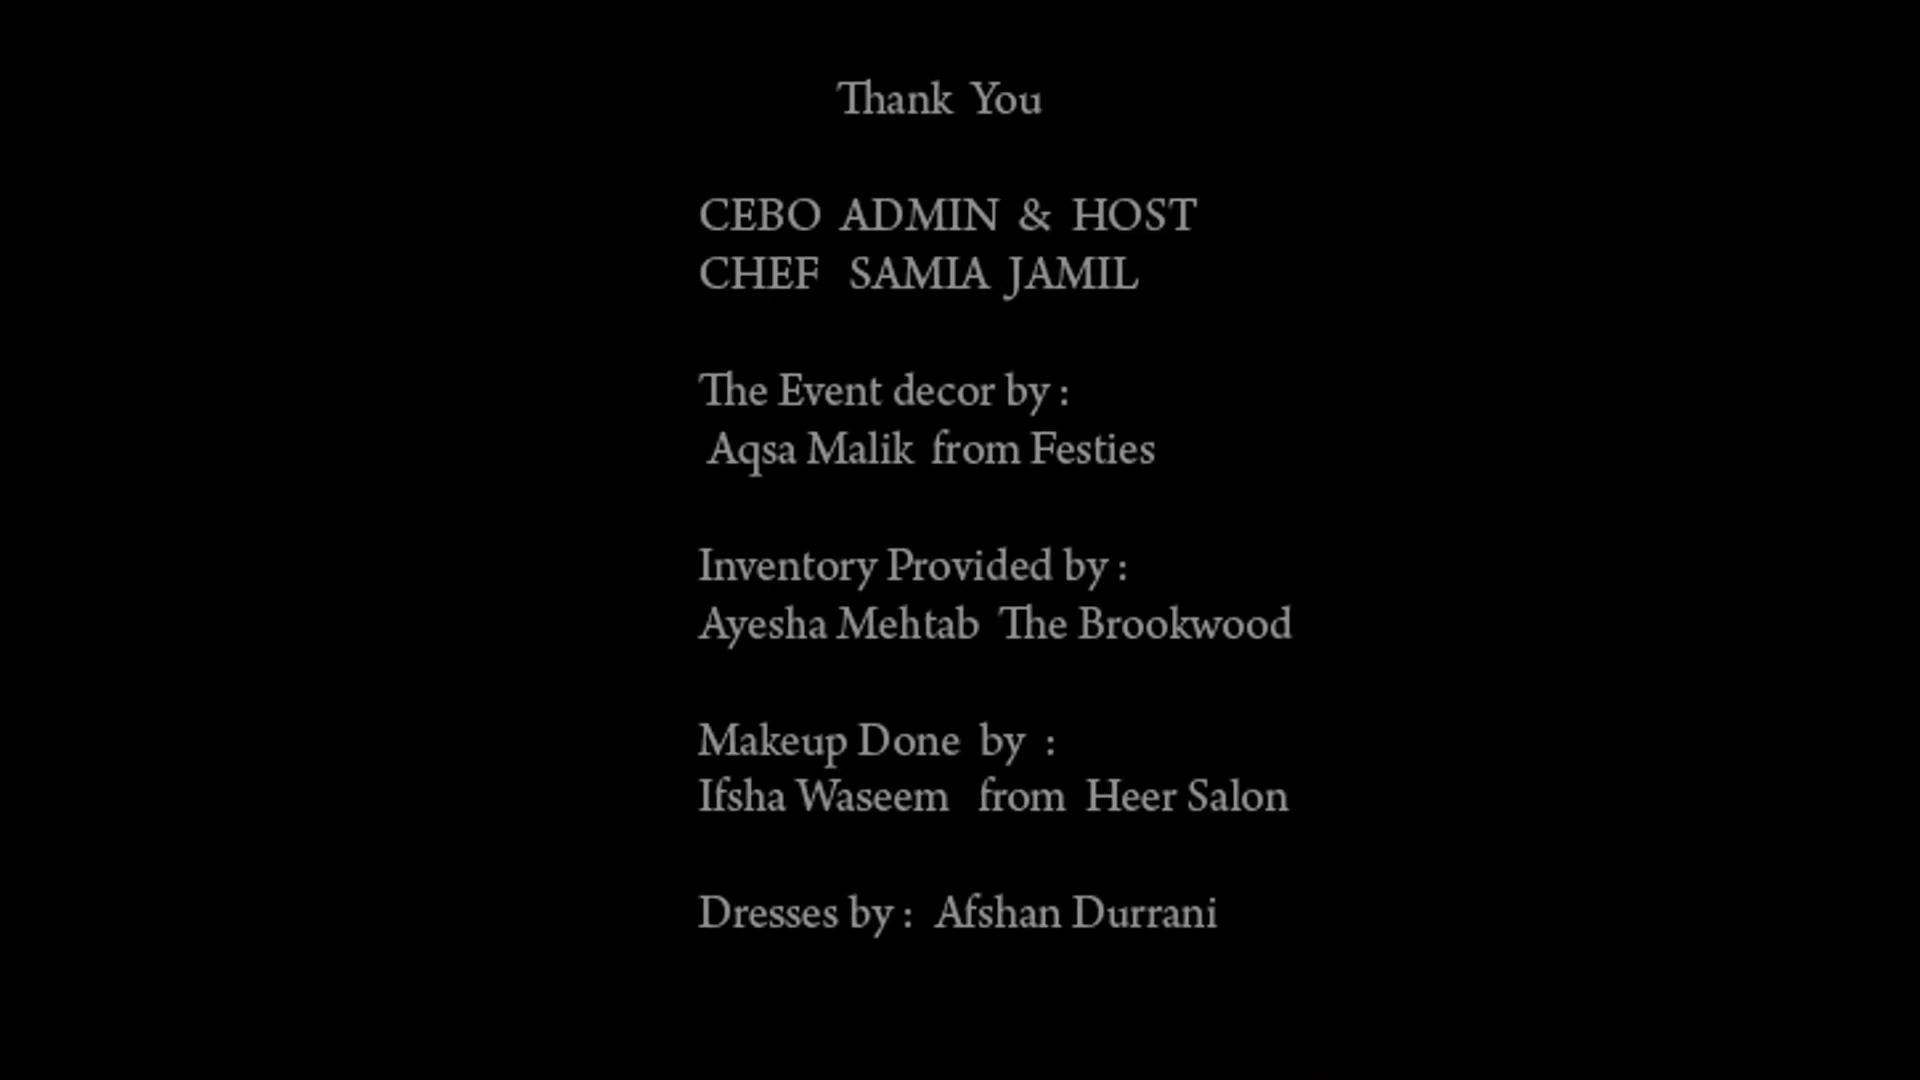 Thank You
CEBO ADMIN & HOST
CHEF SAMIA JAMIL
The Event decor by :
Aqsa Malik from Festies
Inventory Provided by :
Ayesha Mehtab The Brookwood
Makeup Done by :
Ifsha Waseem from Heer Salon
Dresses by : Afshan Durrani